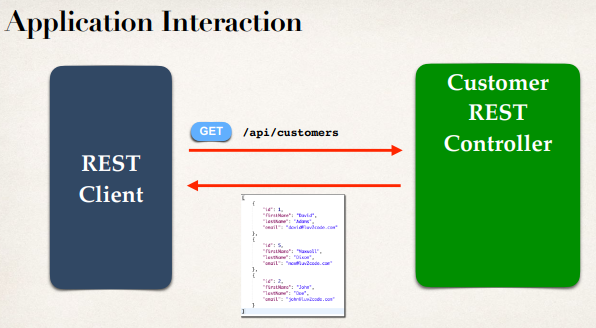 Application Interaction
REST
Client
GET /api/customers
Customer
REST
Controller
[
{
"id": 1,
"firstName": "David",
"lastName": "Adams",
"email": "david@luv2code.com"
},
{
"id": 5,
"firstName": "Maxwell",
"lastName": "Dixon",
"email": "max@luv2code.com"
},
{
"id": 2,
"firstName": "John",
"lastName": "Doe",
"email": "john@luv2code.com"
}
]